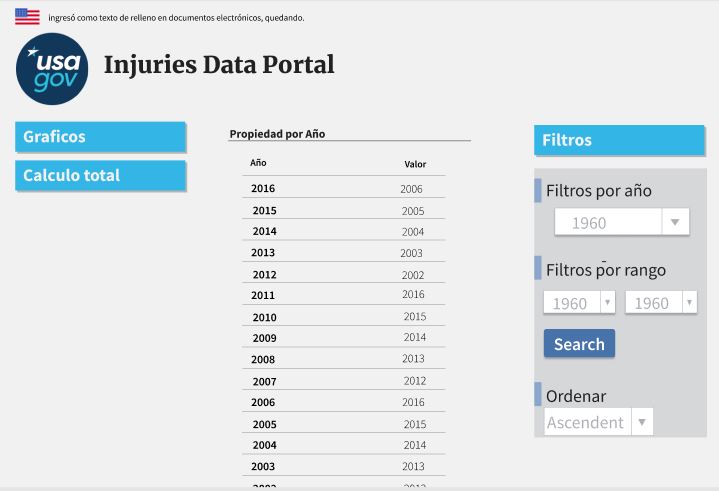 ingresó como texto de relleno en documentos electrónicos, quedando.
usa
gov
Injuries Data Portal
Graficos
Calculo total
Propiedad por Año
Año Valor
2016 2006
2015 2005
2014 2004
2013 2003
2012 2002
2011 2016
2010 2015
2009 2014
2008 2013
2007 2012
2006 2016
2005 2015
2004 2014
2003 2013
Filtros
Filtros por año
1960
Filtros por rango
1960 1960
Search
Ordenar
Ascendent